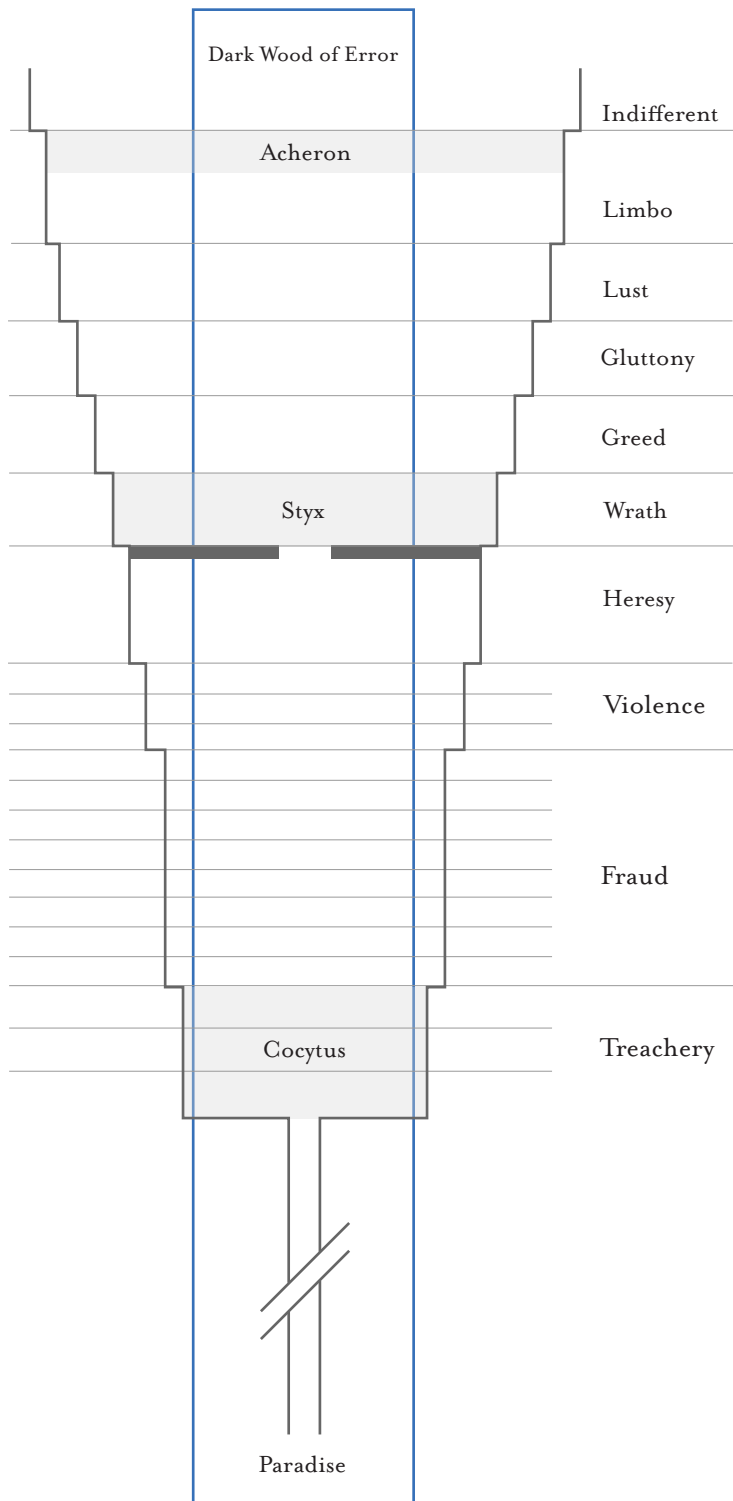 Dark Wood of Error
Indifferent
Acheron
Limbo
Lust
Gluttony
Greed
Styx
Wrath
Heresy
Violence
Fraud
Cocytus
Treachery
Paradise